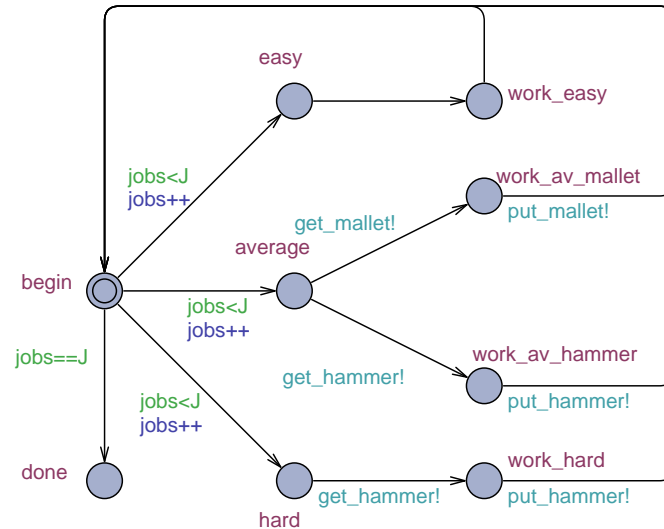 easy
work_easy
jobs<J
jobs++
work_av_mallet
get_mallet!
put_mallet!
average
begin
jobs<J
jobs++
jobs==J
work_av_hammer
get_hammer!
jobs<J
jobs++
put_hammer!
done
work_hard
get_hammer!
put_hammer!
hard